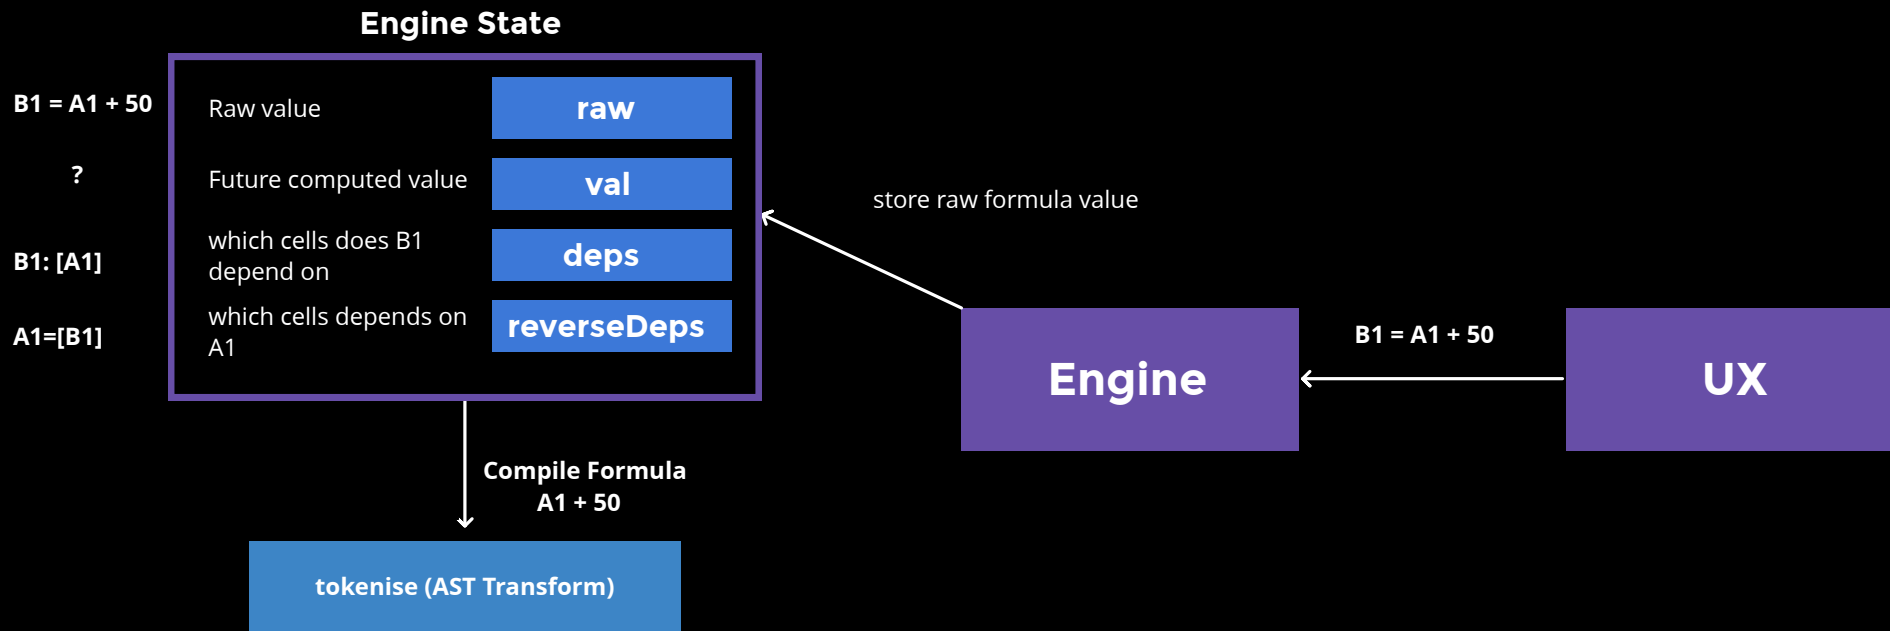 Engine State
B1 = A1 + 50
Raw value
raw
?
Future computed value
val
B1: [A1]
which cells does B1
depend on
deps
A1=[B1]
which cells depends on
A1
reverseDeps
store raw formula value
Engine
B1 = A1 + 50
UX
Compile Formula
A1 + 50
tokenise (AST Transform)